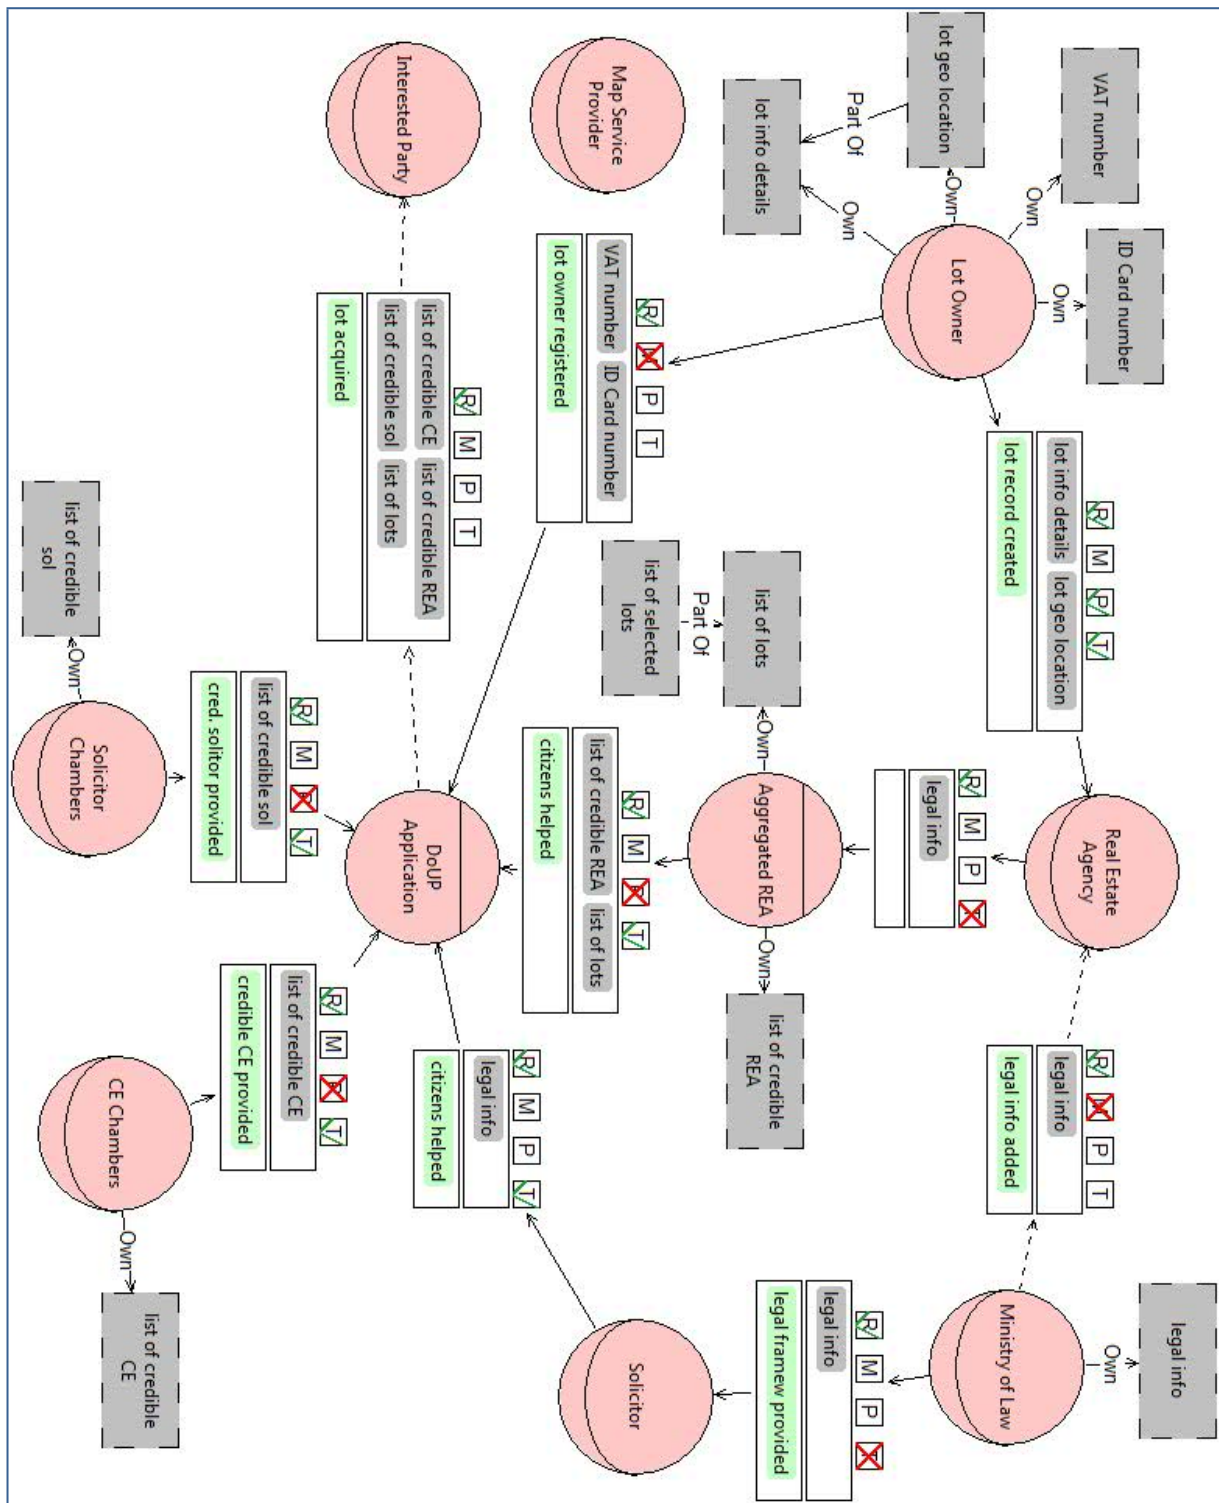 legal info
VAT number
ID Card number
lot geo location
Own
Own
Own
Own
Own
Part Of
lot info details
Lot Owner
R M P T
lot info details lot geo location
lot record created
Real Estate
Agency
R M P T
legal info
legal info added
Ministry of Law
Own
R M P T
legal info
R M P T
legal info
legal framew provided
Map Service
Provider
R M P T
VAT number ID Card number
lot owner registered
list of lots
Part Of
list of selected
lots
Own
Aggregated REA
Own
list of credible
REA
R M P T
list of credible REA list of lots
citizens helped
Solicitor
R M P T
legal info
citizens helped
Interested Party
R M P T
list of credible CE list of credible REA
list of credible sol list of lots
lot acquired
DoUP
Application
R M P T
list of credible sol
cred. solitor provided
R M P T
list of credible CE
credible CE provided
list of credible
sol
Own
Solicitor
Chambers
CE Chambers
Own
list of credible
CE